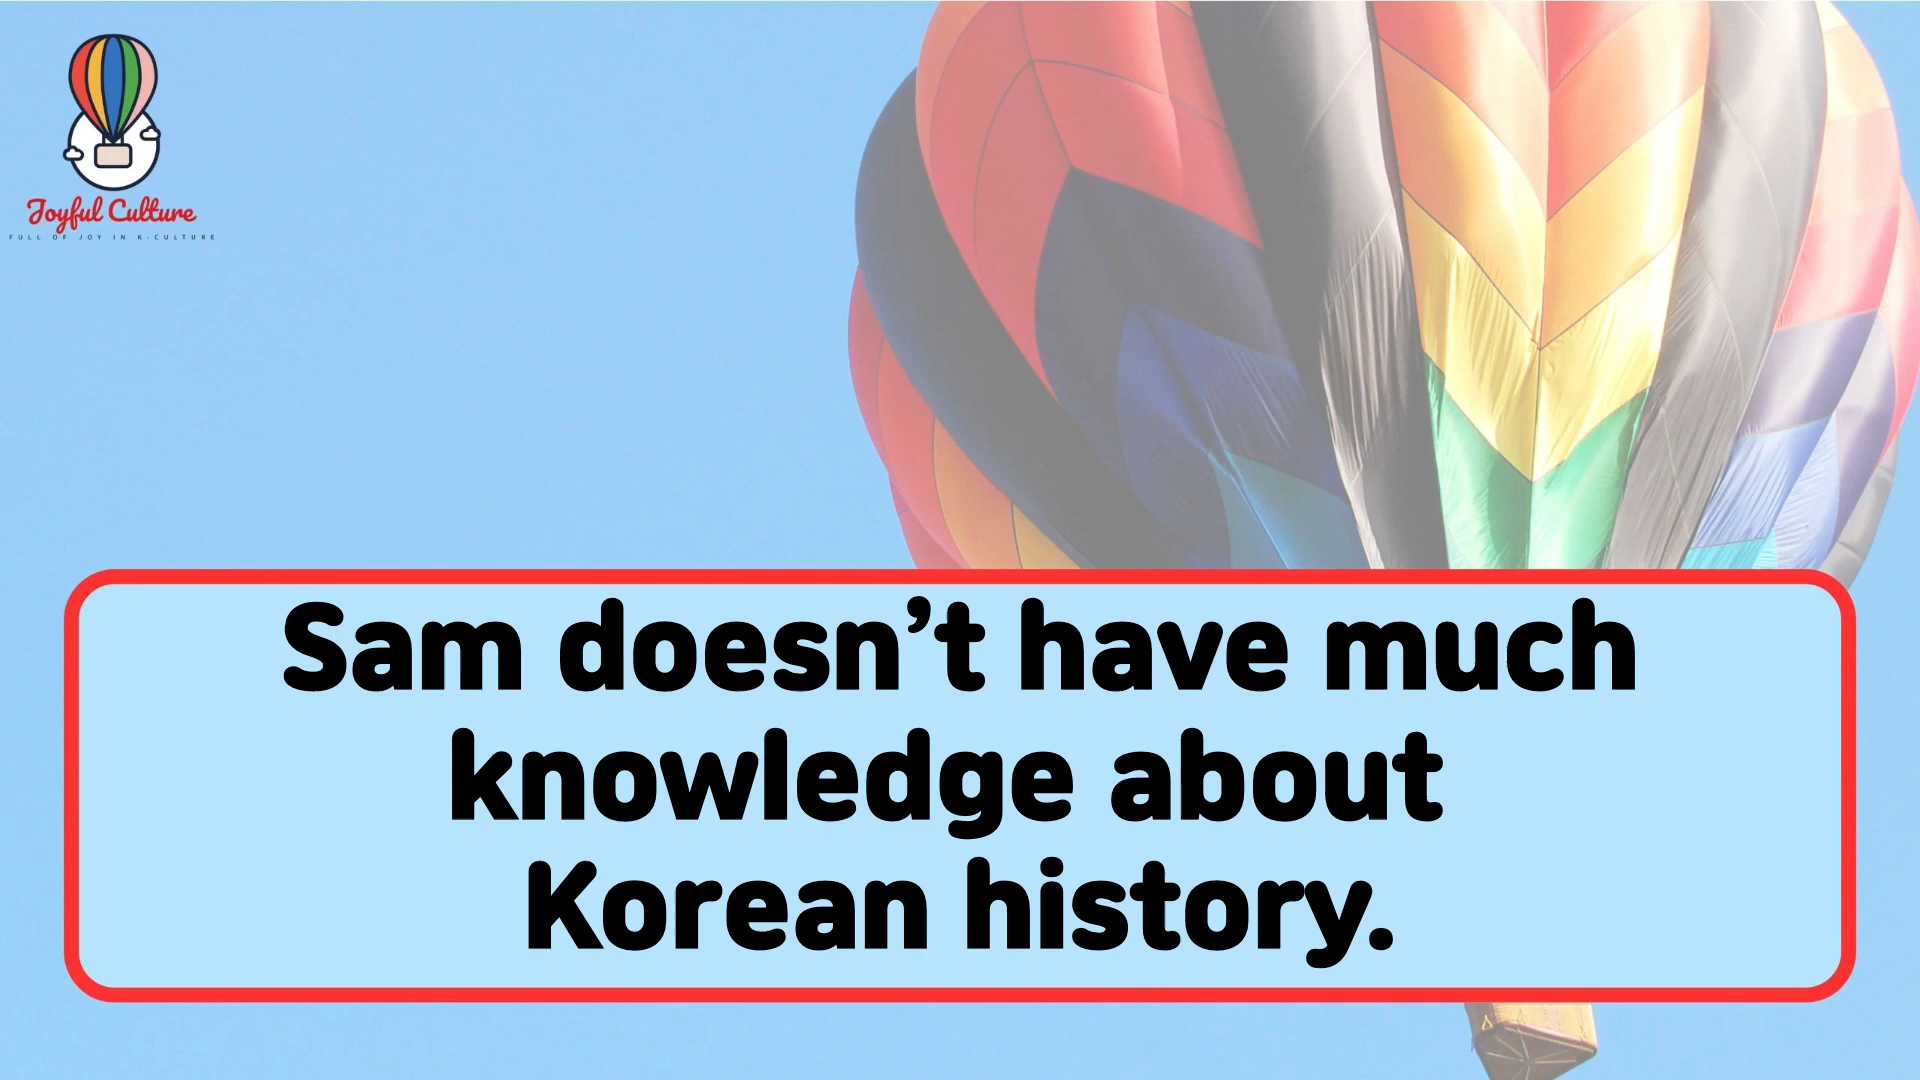 Joyful Culture
FULL OF JOY IN K-CULTURE
Sam doesn’t have much
knowledge about
Korean history.